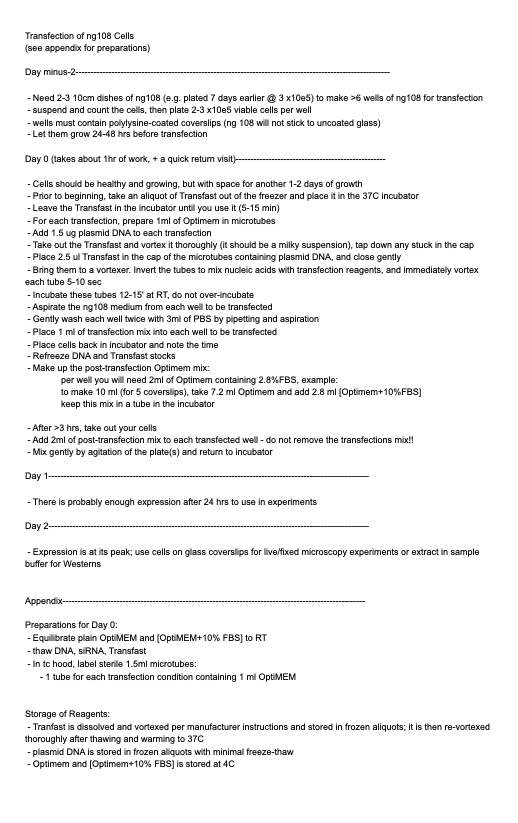 Transfection of ng108 Cells
(see appendix for preparations)
Day minus-2------------------------------------------------------------------------------------------------------------
- Need 2-3 10cm dishes of ng108 (e.g. plated 7 days earlier @ 3 x10e5) to make >6 wells of ng108 for transfection
- suspend and count the cells, then plate 2-3 x10e5 viable cells per well
- wells must contain polylysine-coated coverslips (ng 108 will not stick to uncoated glass)
- Let them grow 24-48 hrs before transfection
Day 0 (takes about 1hr of work, + a quick return visit)---------------------------------------------------
- Cells should be healthy and growing, but with space for another 1-2 days of growth
- Prior to beginning, take an aliquot of Transfast out of the freezer and place it in the 37C incubator
- Leave the Transfast in the incubator until you use it (5-15 min)
- For each transfection, prepare 1ml of Optimem in microtubes
- Add 1.5 ug plasmid DNA to each transfection
- Take out the Transfast and vortex it thoroughly (it should be a milky suspension), tap down any stuck in the cap
- Place 2.5 ul Transfast in the cap of the microtubes containing plasmid DNA, and close gently
- Bring them to a vortexer. Invert the tubes to mix nucleic acids with transfection reagents, and immediately vortex
each tube 5-10 sec
- Incubate these tubes 12-15' at RT, do not over-incubate
- Aspirate the ng108 medium from each well to be transfected
- Gently wash each well twice with 3ml of PBS by pipetting and aspiration
- Place 1 ml of transfection mix into each well to be transfected
- Place cells back in incubator and note the time
- Refreeze DNA and Transfast stocks
- Make up the post-transfection Optimem mix:
per well you will need 2ml of Optimem containing 2.8%FBS, example:
to make 10 ml (for 5 coverslips), take 7.2 ml Optimem and add 2.8 ml [Optimem+10%FBS]
keep this mix in a tube in the incubator
- After >3 hrs, take out your cells
- Add 2ml of post-transfection mix to each transfected well - do not remove the transfections mix!!
- Mix gently by agitation of the plate(s) and return to incubator
Day 1--------------------------------------------------------------------------------------------------------------
- There is probably enough expression after 24 hrs to use in experiments
Day 2--------------------------------------------------------------------------------------------------------------
- Expression is at its peak; use cells on glass coverslips for live/fixed microscopy experiments or extract in sample
buffer for Westerns
Appendix---------------------------------------------------------------------------------------------------------
Preparations for Day 0:
- Equilibrate plain OptiMEM and [OptiMEM+10% FBS] to RT
- thaw DNA, siRNA, Transfast
- In tc hood, label sterile 1.5ml microtubes:
- 1 tube for each transfection condition containing 1 ml OptiMEM
Storage of Reagents:
- Tranfast is dissolved and vortexed per manufacturer instructions and stored in frozen aliquots; it is then re-vortexed
thoroughly after thawing and warming to 37C
- plasmid DNA is stored in frozen aliquots with minimal freeze-thaw
- Optimem and [Optimem+10% FBS] is stored at 4C